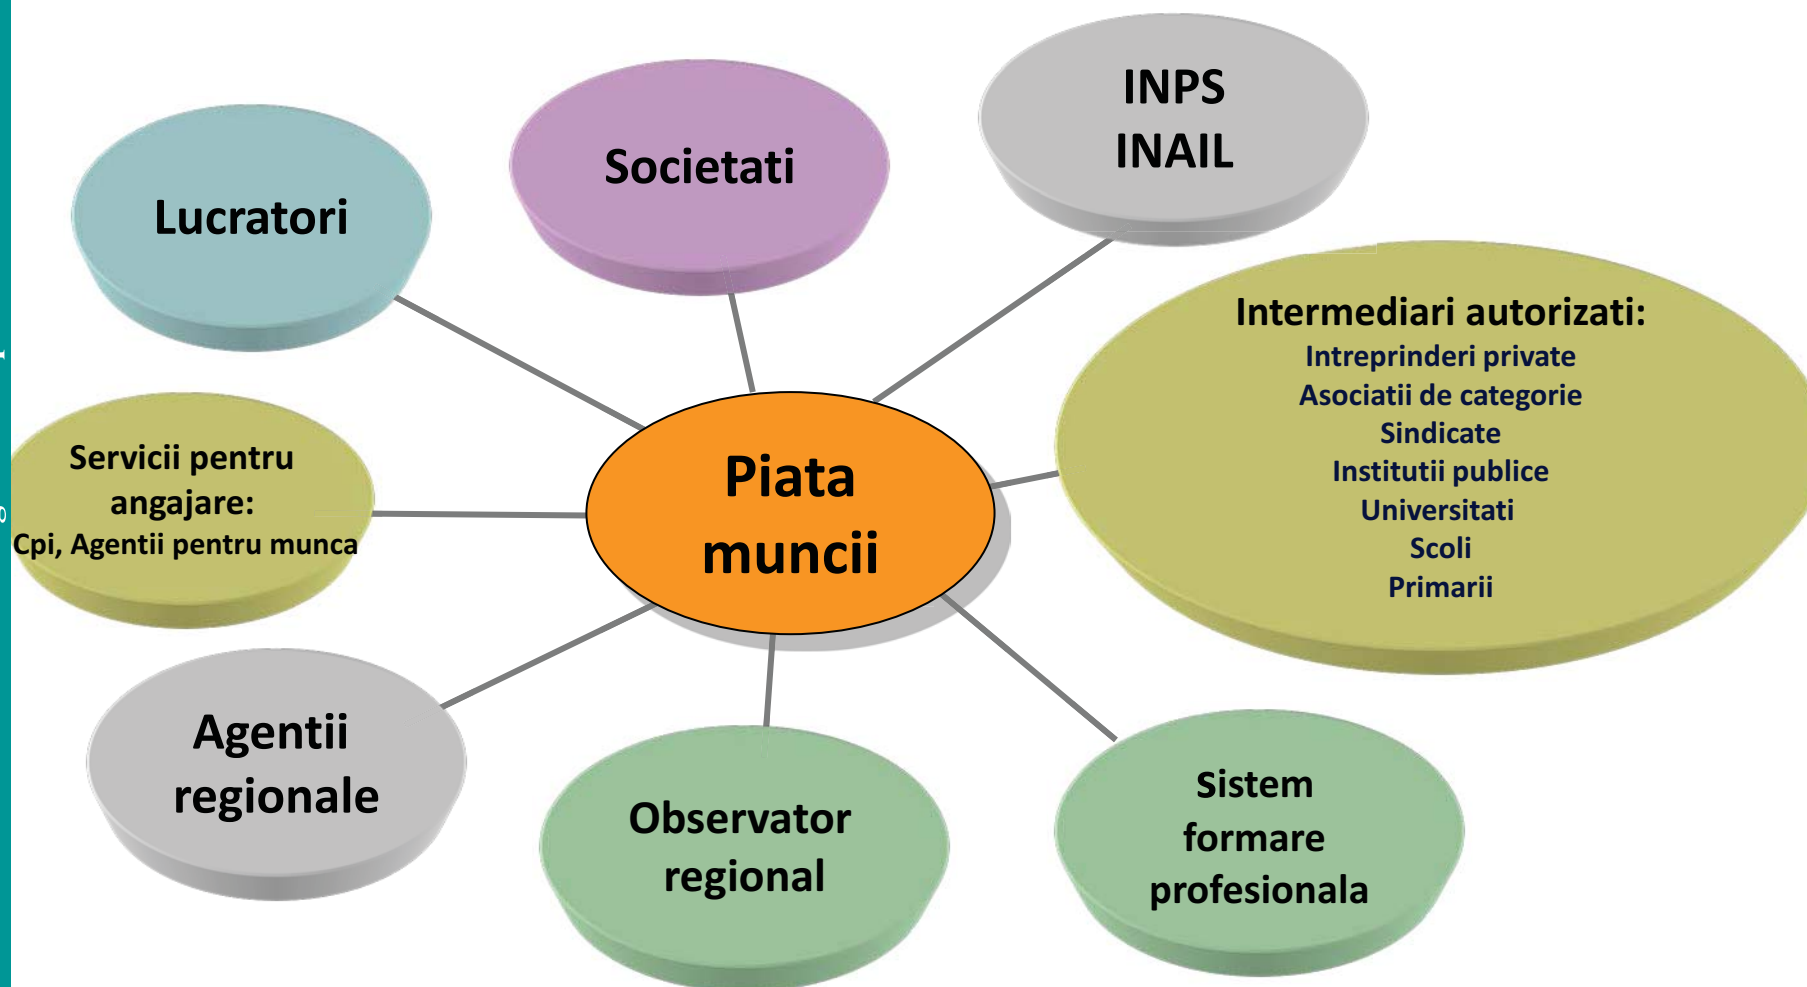 INPS
INAIL
Societati
Lucratori
Intermediari autorizati:
Intreprinderi private
Asociatii de categorie
Sindicate
Institutii publice
Universitati
Scoli
Primarii
Servicii pentru
angajare:
Cpi, Agentii pentru munca
Piata
muncii
Agentii
regionale
Observator
regional
Sistem
formare
profesionala